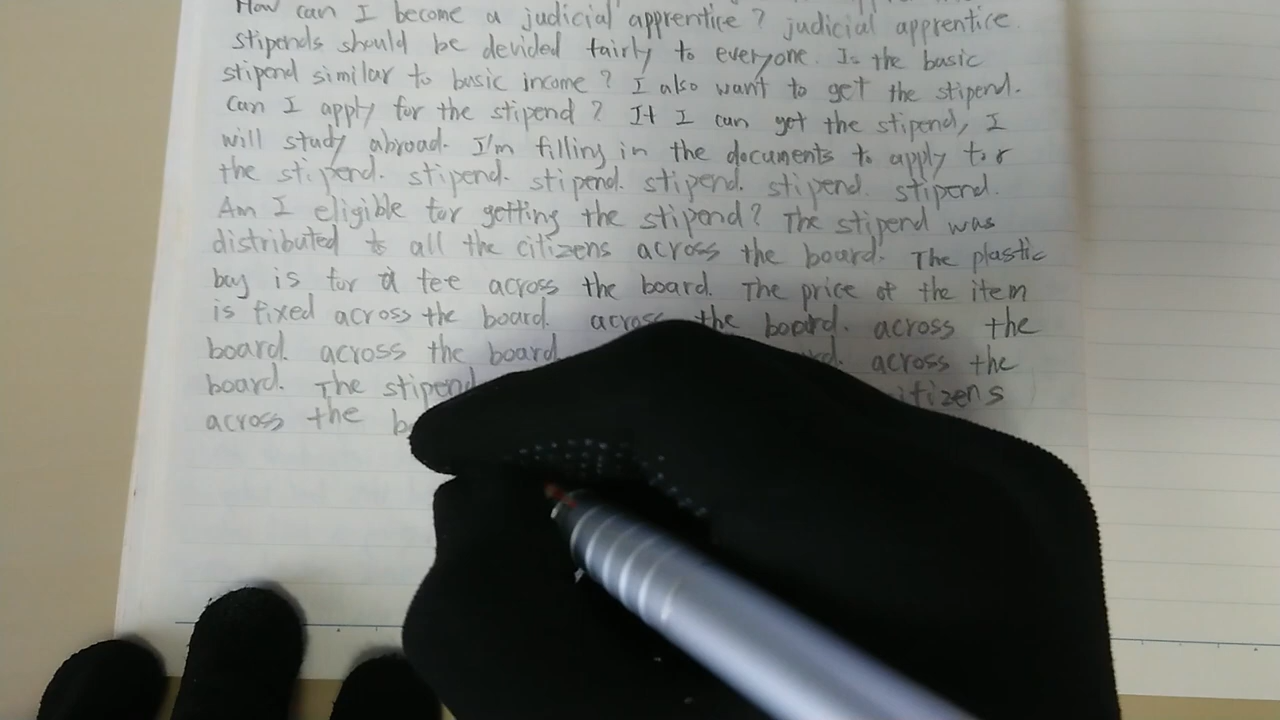 How can I become a judicial apprentice? judicial apprentice
stipends should be devided fairly to everyone. Is the basic
stipend similar to basic income? I also want to get the stipend.
Can I apply for the stipend? If I can get the stipend, I
will study abroad. I'm filling in the documents to apply for
the stipend. stipend. stipend. stipend. stipend. stipend.
Am I eligible for getting the stipend? The stipend was
distributed to all the citizens across the board. The plastic
bag is for a fee across the board. The price of the item
is fixed across the board. across the board. across the
board. across the board. across the
board. The stipend citizens
across the